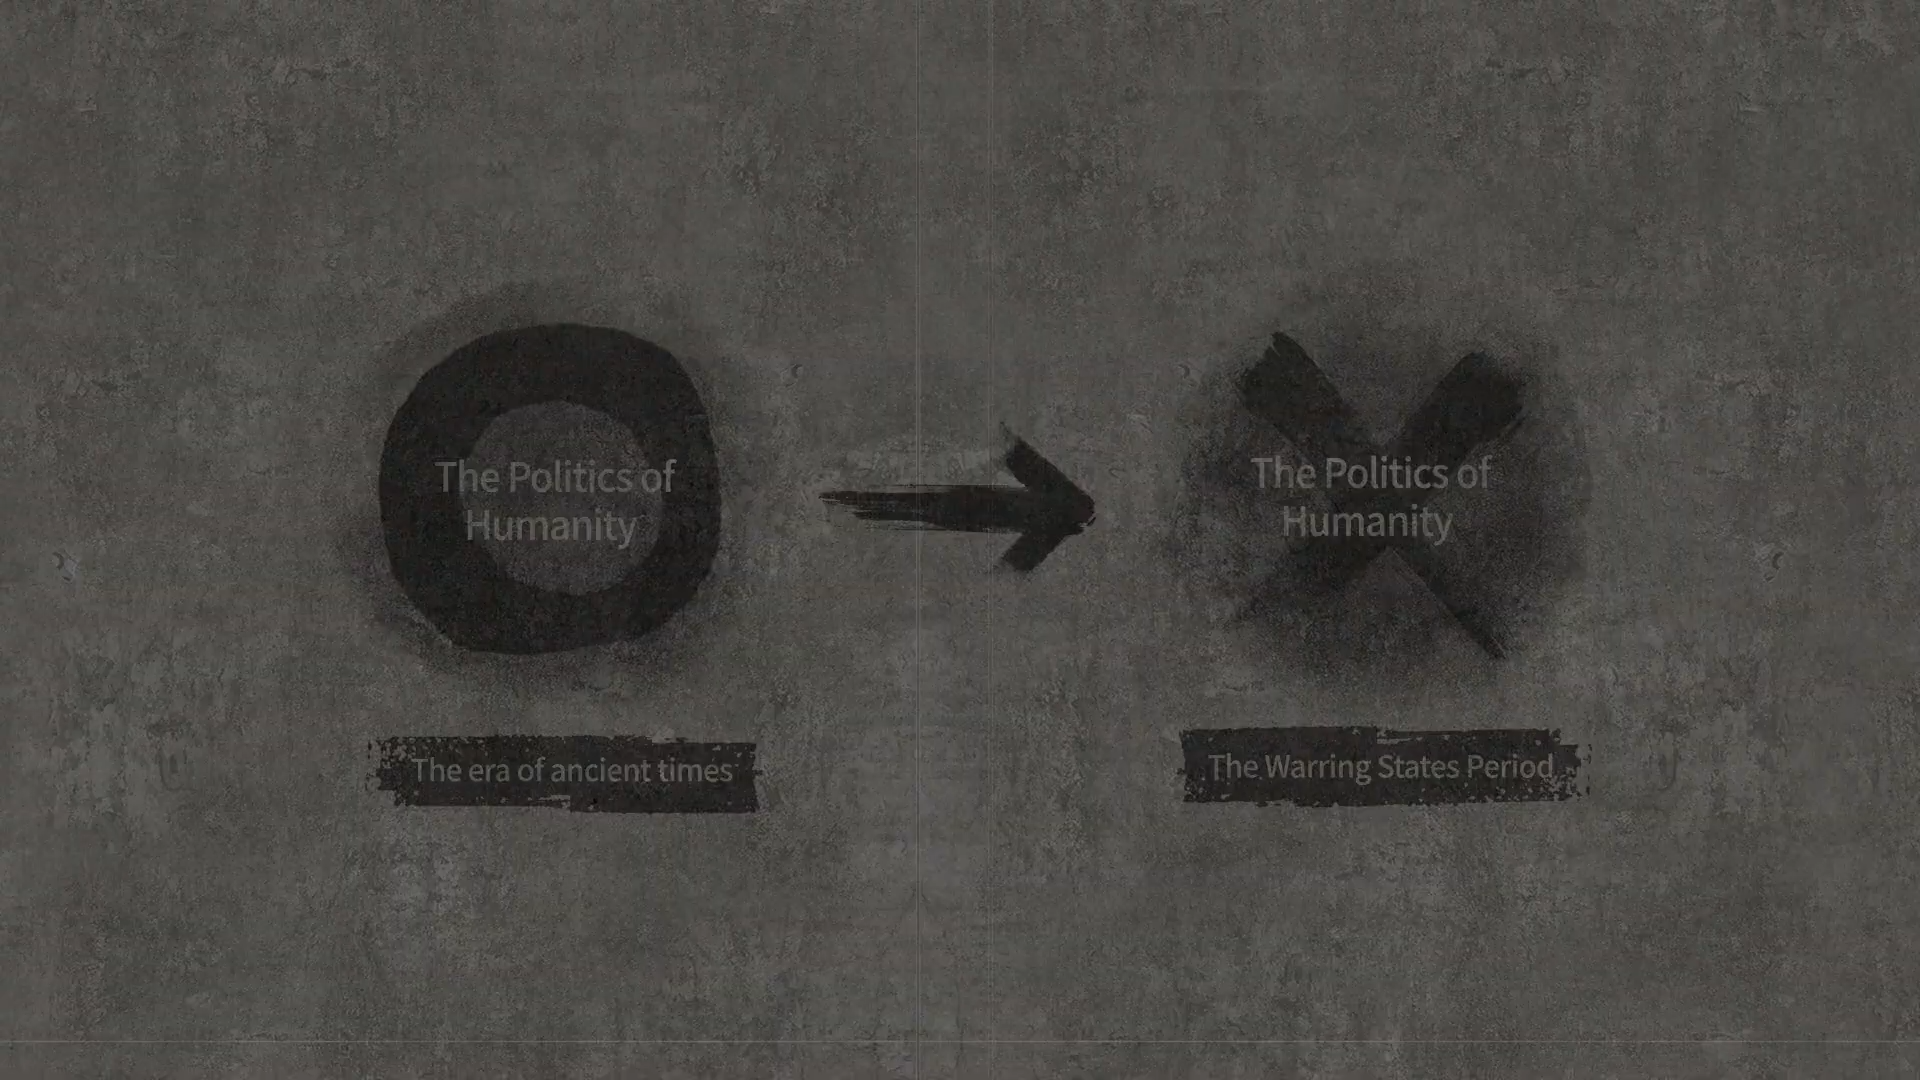 The Politics of
Humanity
The Politics of
Humanity
The era of ancient times
The Warring States Period